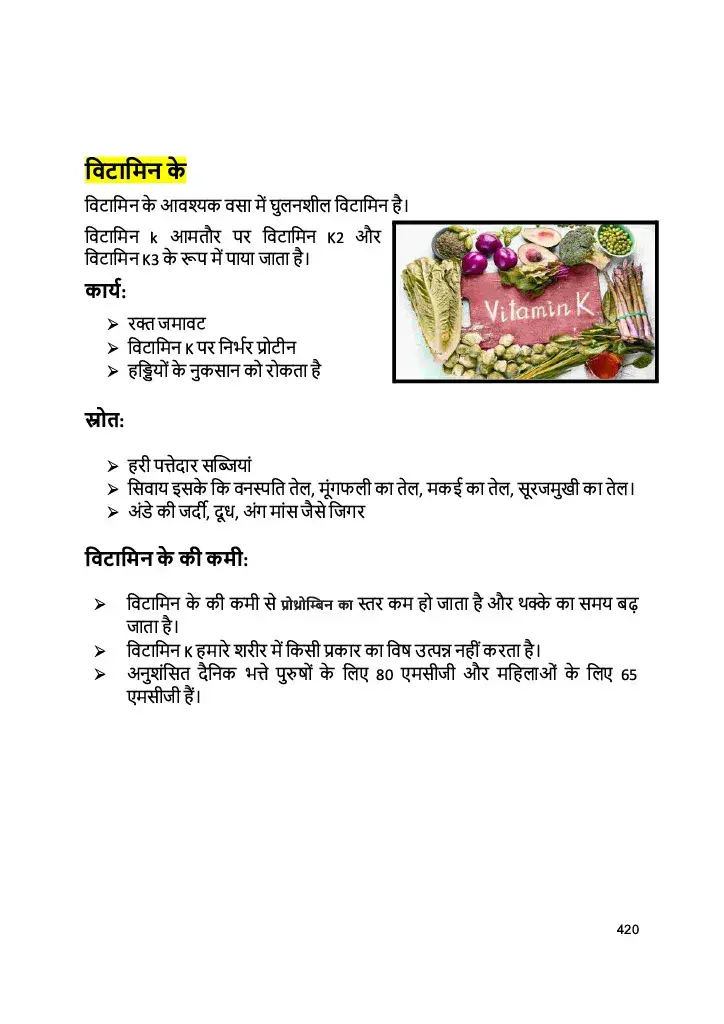 विटामिन के
विटामिन के आवश्यक वसा में घुलनशील विटामिन है।
विटामिन k आमतौर पर विटामिन K2 और
विटामिन K3 के रूप में पाया जाता है।
Vitamin K
कार्य:
➢ रक्त जमावट
➢ विटामिन K पर निर्भर प्रोटीन
➢ हड्डियों के नुकसान को रोकता है
स्रोत:
➢ हरी पत्तेदार सब्जियां
➢ सिवाय इसके कि वनस्पति तेल, मूंगफली का तेल, मकई का तेल, सूरजमुखी का तेल।
➢ अंडे की जर्दी, दूध, अंग मांस जैसे जिगर
विटामिन के की कमी:
➢ विटामिन के की कमी से प्रोथ्रोम्बिन का स्तर कम हो जाता है और थक्के का समय बढ़
जाता है।
➢ विटामिन K हमारे शरीर में किसी प्रकार का विष उत्पन्न नहीं करता है।
➢ अनुशंसित दैनिक भत्ते पुरुषों के लिए 80 एमसीजी और महिलाओं के लिए 65
एमसीजी हैं।
420